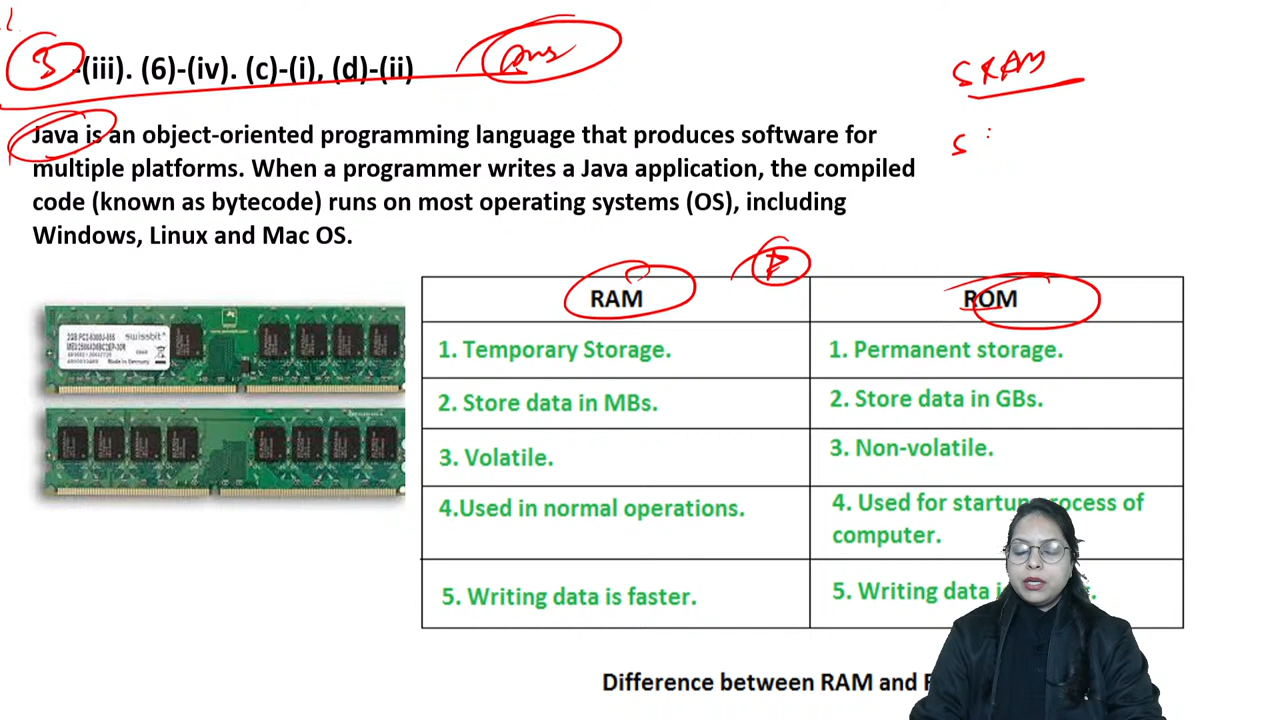 3 -(iii). (6)-(iv). (c)-(i), (d)-(ii) ans
SRAM
S
Java is an object-oriented programming language that produces software for
multiple platforms. When a programmer writes a Java application, the compiled
code (known as bytecode) runs on most operating systems (OS), including
Windows, Linux and Mac OS.
RAM ROM
1. Temporary Storage. 1. Permanent storage.
2. Store data in MBs. 2. Store data in GBs.
3. Volatile. 3. Non-volatile.
4.Used in normal operations. 4. Used for startup process of
computer.
5. Writing data is faster. 5. Writing data
Difference between RAM and